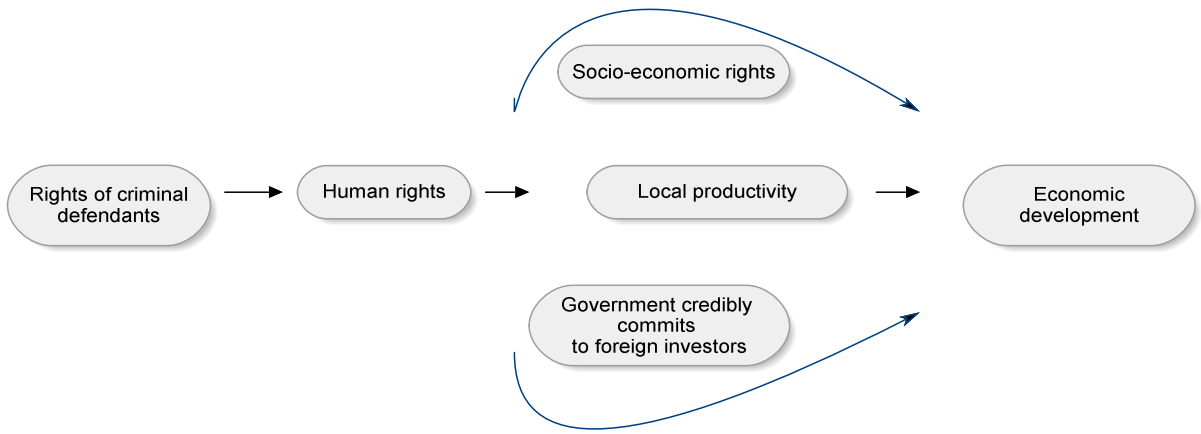 Socio-economic rights
Rights of criminal
defendants
Human rights
Local productivity
Economic
development
Government credibly
commits
to foreign investors